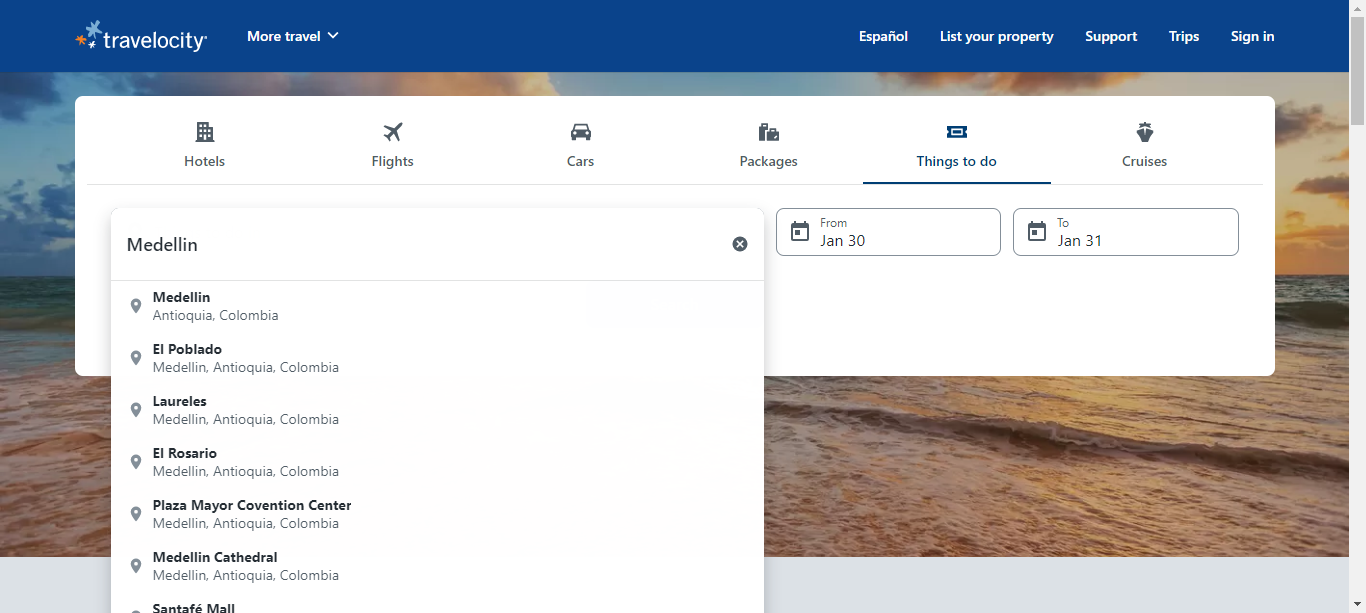 travelocity
More travel
Español
List your property
Support
Trips
Sign in
Hotels
Flights
Cars
Packages
Things to do
Cruises
Medellin
From
Jan 30
To
Jan 31
Medellin
Antioquia, Colombia
El Poblado
Medellin, Antioquia, Colombia
Laureles
Medellin, Antioquia, Colombia
El Rosario
Medellin, Antioquia, Colombia
Plaza Mayor Covention Center
Medellin, Antioquia, Colombia
Medellin Cathedral
Medellin, Antioquia, Colombia
Santafé Mall